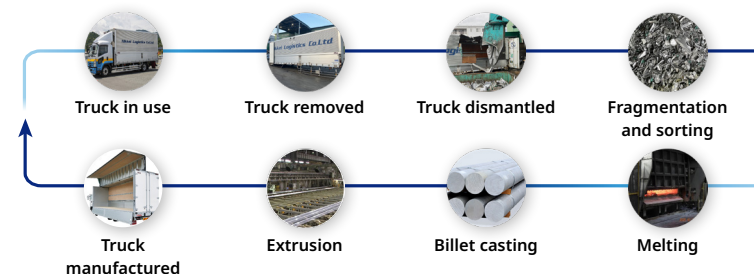 Truck in use
Truck removed
Truck dismantled
Fragmentation
and sorting
Truck
manufactured
Extrusion
Billet casting
Melting